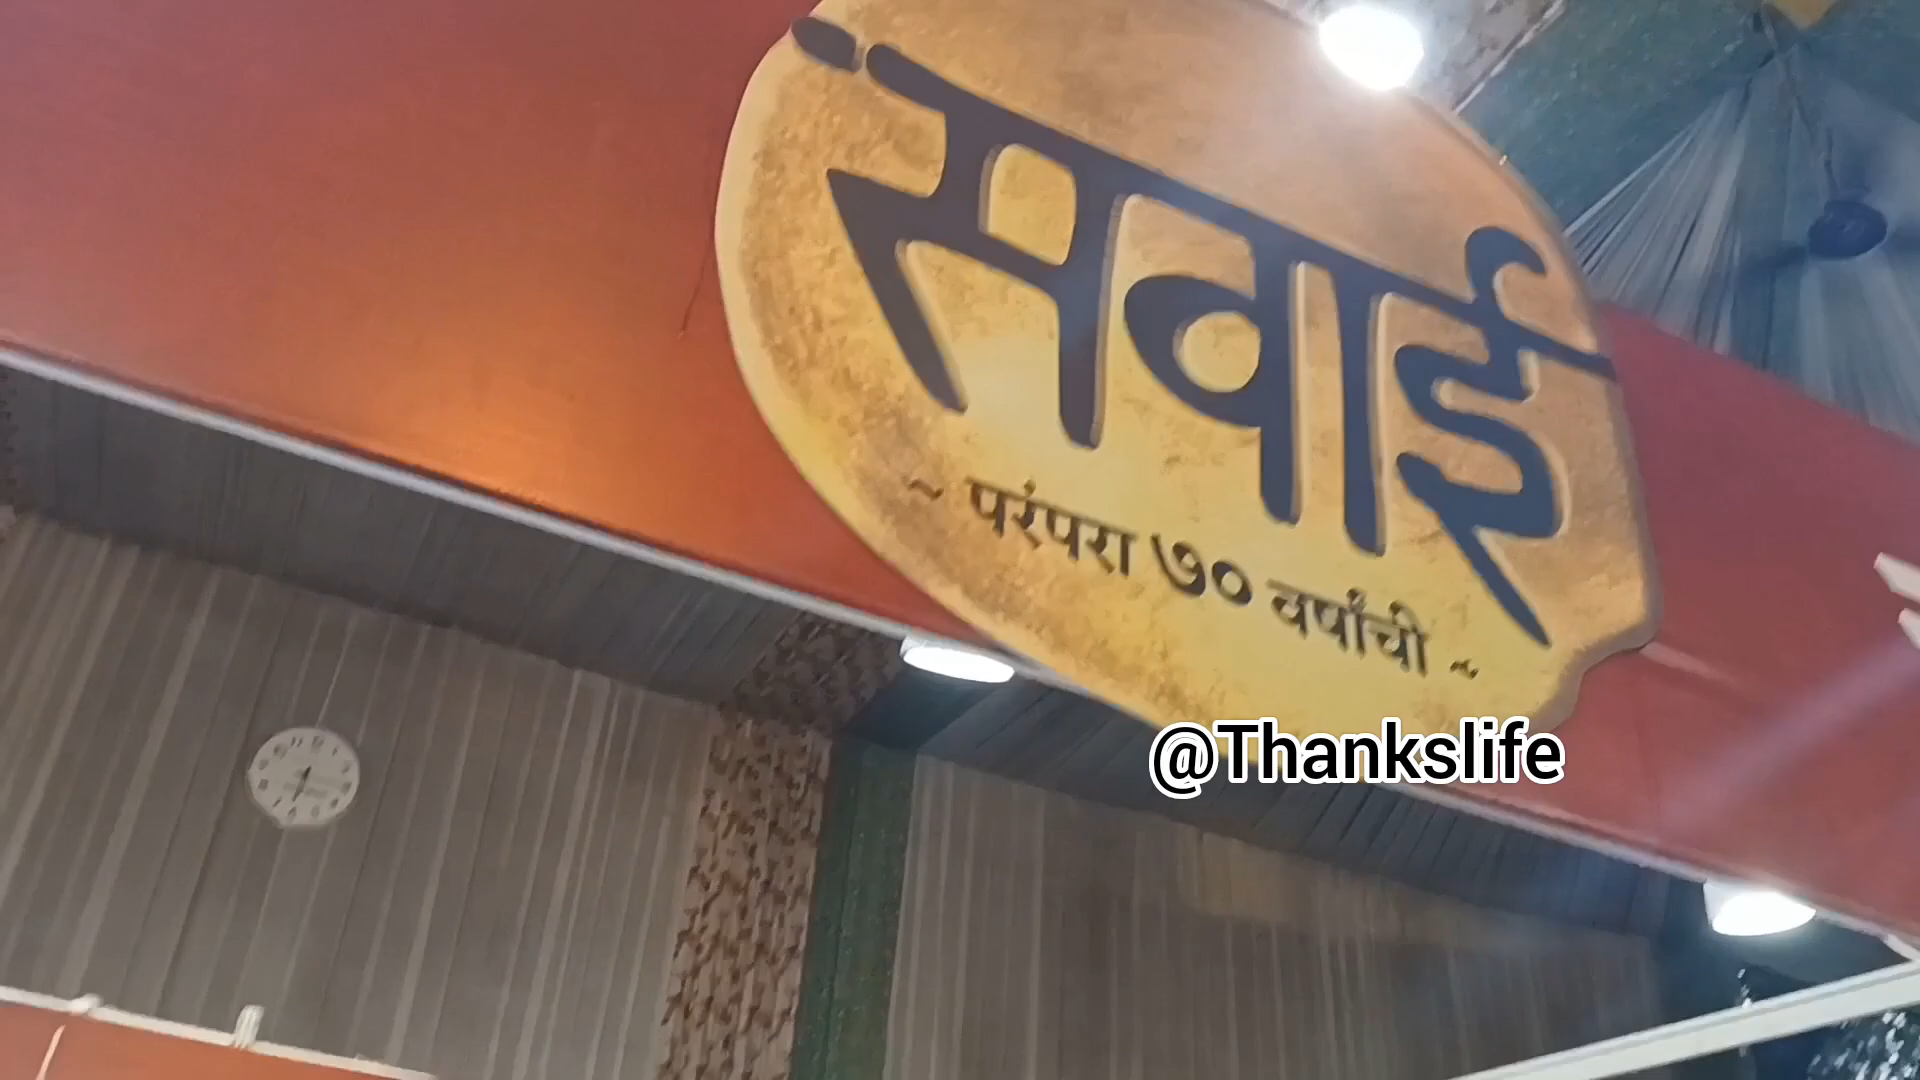 सवाई
~ परंपरा ७० वर्षांची ~
@Thankslife